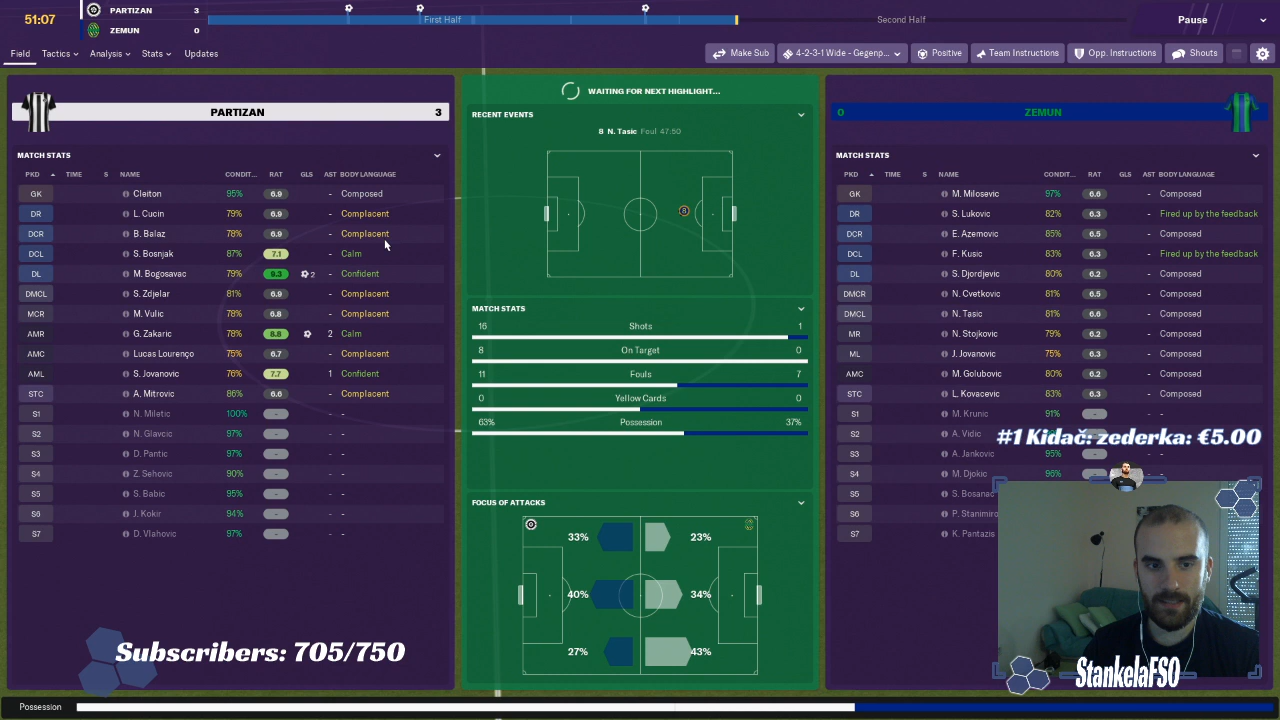 51:07
PARTIZAN 3
ZEMUN 0
First Half
Second Half
Pause
Field Tactics Analysis Stats Updates
Make Sub 4-2-3-1 Wide - Gegenp... Positive Team Instructions Opp. Instructions Shouts
PARTIZAN 3
MATCH STATS
PKD TIME S NAME CONDIT... RAT GLS AST BODY LANGUAGE
GK Cleiton 95% 6.9 - Composed
DR L. Cucin 79% 6.9 - Complacent
DCR B. Balaz 78% 6.9 - Complacent
DCL S. Bosnjak 87% 7.1 - Calm
DL M. Bogosavac 79% 9.3 2 - Confident
DMCL S. Zdjelar 81% 6.9 - Complacent
MCR M. Vulic 78% 6.8 - Complacent
AMR G. Zakaric 78% 8.8 2 Calm
AMC Lucas Lourenço 75% 6.7 - Complacent
AML S. Jovanovic 76% 7.7 1 Confident
STC A. Mitrovic 86% 6.6 - Complacent
S1 N. Miletic 100% - - -
S2 N. Glavcic 97% - - -
S3 D. Pantic 97% - - -
S4 Z. Sehovic 90% - - -
S5 S. Babic 95% - - -
S6 J. Kokir 94% - - -
S7 D. Vlahovic 97% - - -
WAITING FOR NEXT HIGHLIGHT...
RECENT EVENTS
8 N. Tasic Foul 47:50
8
MATCH STATS
16 Shots 1
8 On Target 0
11 Fouls 7
0 Yellow Cards 0
63% Possession 37%
FOCUS OF ATTACKS
33% 23%
40% 34%
27% 43%
0 ZEMUN
MATCH STATS
PKD TIME S NAME CONDIT... RAT GLS AST BODY LANGUAGE
GK M. Milosevic 97% 6.6 - Composed
DR S. Lukovic 82% 6.3 - Fired up by the feedback
DCR E. Azemovic 85% 6.5 - Composed
DCL F. Kusic 83% 6.3 - Fired up by the feedback
DL S. Djordjevic 80% 6.2 - Composed
DMCR N. Cvetkovic 81% 6.5 - Composed
DMCL N. Tasic 81% 6.6 - Composed
MR N. Stojkovic 79% 6.2 - Composed
ML J. Jovanovic 75% 6.3 - Composed
AMC M. Golubovic 80% 6.2 - Composed
STC L. Kovacevic 83% 6.3 - Composed
S1 M. Krunic 91% - - -
S2 A. Vidic
S3 A. Jankovic 95% - - -
S4 M. Djokic 96% - - -
S5 S. Bosanac
S6 P. Stanimiro
S7 K. Pantazis
#1 Kidac: zederka: €5.00
StankelaFSO
Subscribers: 705/750
Possession